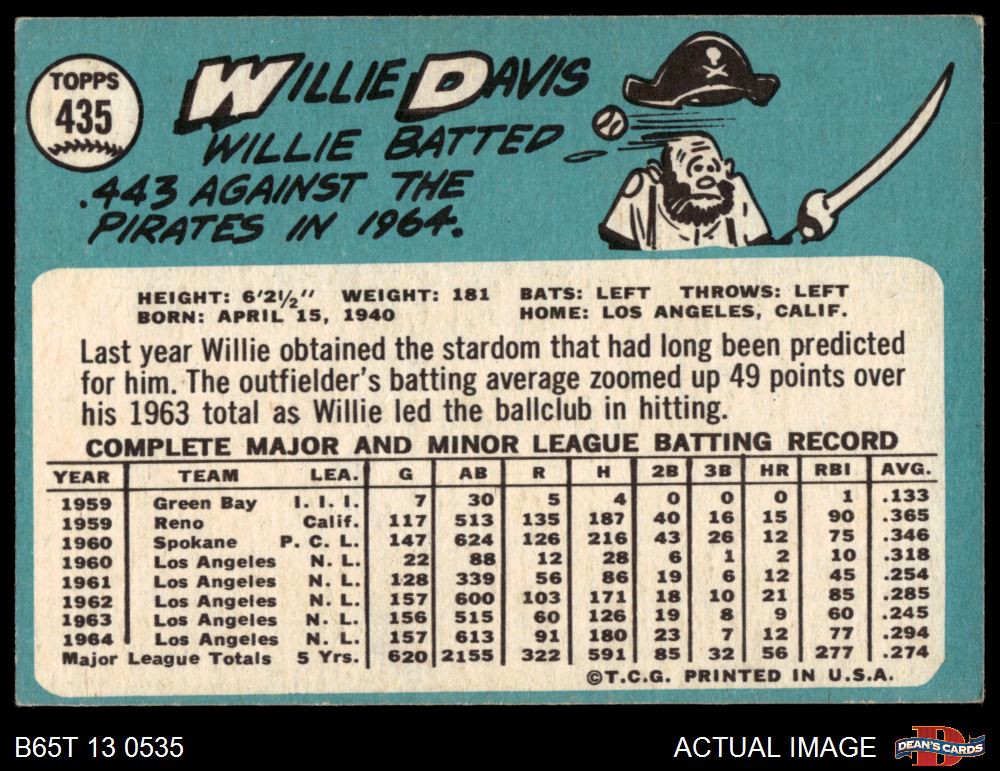 TOPPS
435
WILLIE DAVIS
WILLIE BATTED
.443 AGAINST THE
PIRATES IN 1964.
HEIGHT: 6'2½" WEIGHT: 181 BATS: LEFT THROWS: LEFT
BORN: APRIL 15, 1940 HOME: LOS ANGELES, CALIF.
Last year Willie obtained the stardom that had long been predicted
for him. The outfielder's batting average zoomed up 49 points over
his 1963 total as Willie led the ballclub in hitting.
COMPLETE MAJOR AND MINOR LEAGUE BATTING RECORD
YEAR TEAM LEA. G AB R H 2B 3B HR RBI AVG.
1959 Green Bay I. I. I. 7 30 5 4 0 0 0 1 .133
1959 Reno Calif. 117 513 135 187 40 16 15 90 .365
1960 Spokane P. C. L. 147 624 126 216 43 26 12 75 .346
1960 Los Angeles N. L. 22 88 12 28 6 1 2 10 .318
1961 Los Angeles N. L. 128 339 56 86 19 6 12 45 .254
1962 Los Angeles N. L. 157 600 103 171 18 10 21 85 .285
1963 Los Angeles N. L. 156 515 60 126 19 8 9 60 .245
1964 Los Angeles N. L. 157 613 91 180 23 7 12 77 .294
Major League Totals 5 Yrs. 620 2155 322 591 85 32 56 277 .274
©T.C.G. PRINTED IN U.S.A.
B65T 13 0535 ACTUAL IMAGE D DEAN'S CARDS